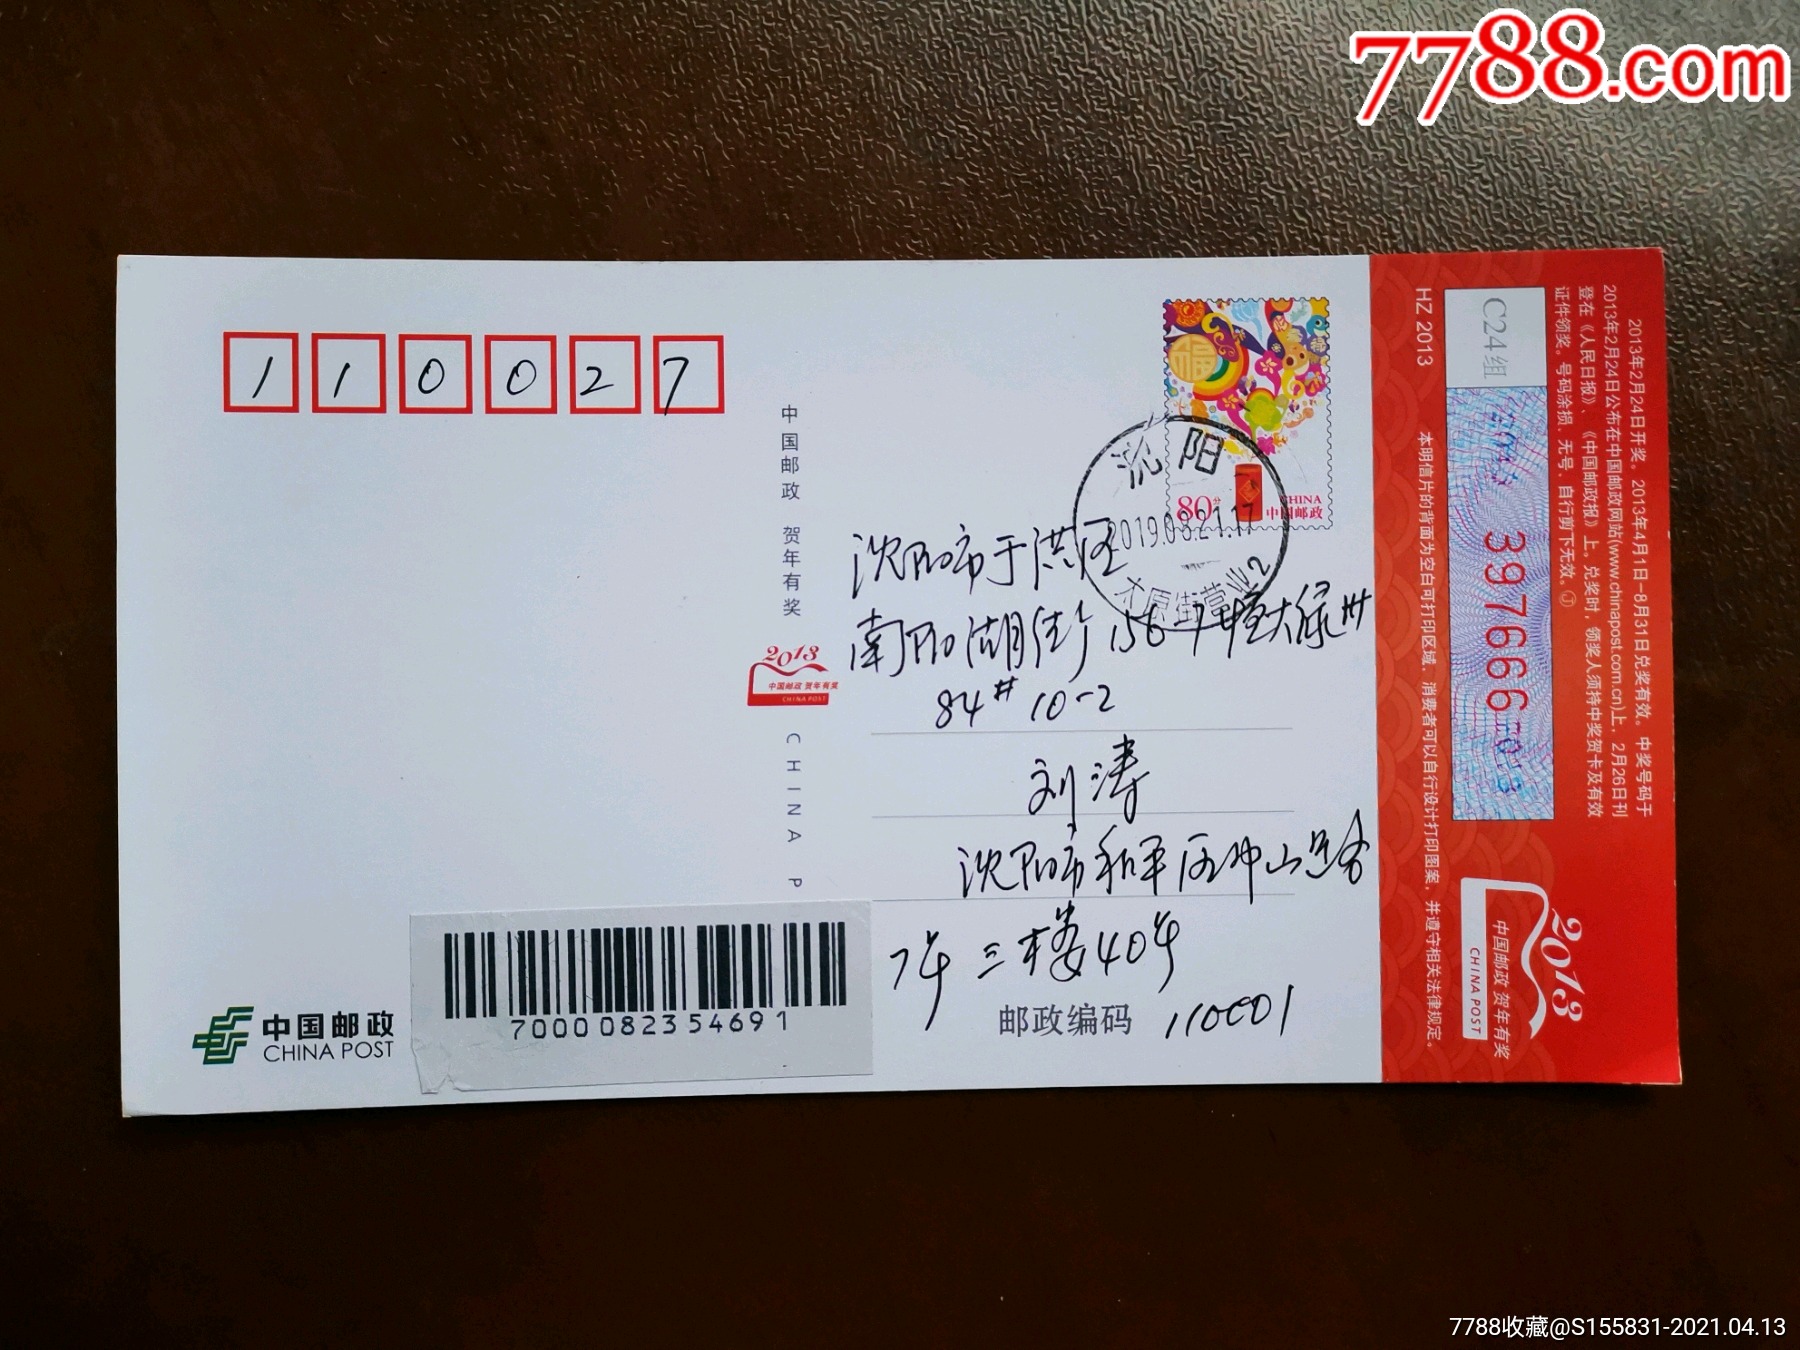 7788.com
110027
中国邮政 贺年有奖 CHINA P
2013
中国邮政 贺年有奖
CHINA POST
80分
CHINA
中国邮政
沈阳
2019.08.21.17
太原街营业2
沈阳市于洪区
南阳湖街156-7恒大绿洲
84# 10-2
刘涛
沈阳市和平区中山路
7号三楼40号
邮政编码 110001
中国邮政
CHINA POST
7000082354691
2013年2月24日开奖。2013年4月1日-8月31日兑奖有效。中奖号码于
2013年2月24日公布在中国邮政网站(www.chinapost.com.cn)上，2月26日刊
登在《人民日报》、《中国邮政报》上。兑奖时，领奖人须持中奖贺卡及有效
证件领奖。号码涂损、无号、自行剪下无效。Ⓙ
C24组
397666
HZ 2013
本明信片的背面为空白可打印区域，消费者可以自行设计打印图案，并遵守相关法律规定。
2013
中国邮政 贺年有奖
CHINA POST
7788收藏@S155831-2021.04.13